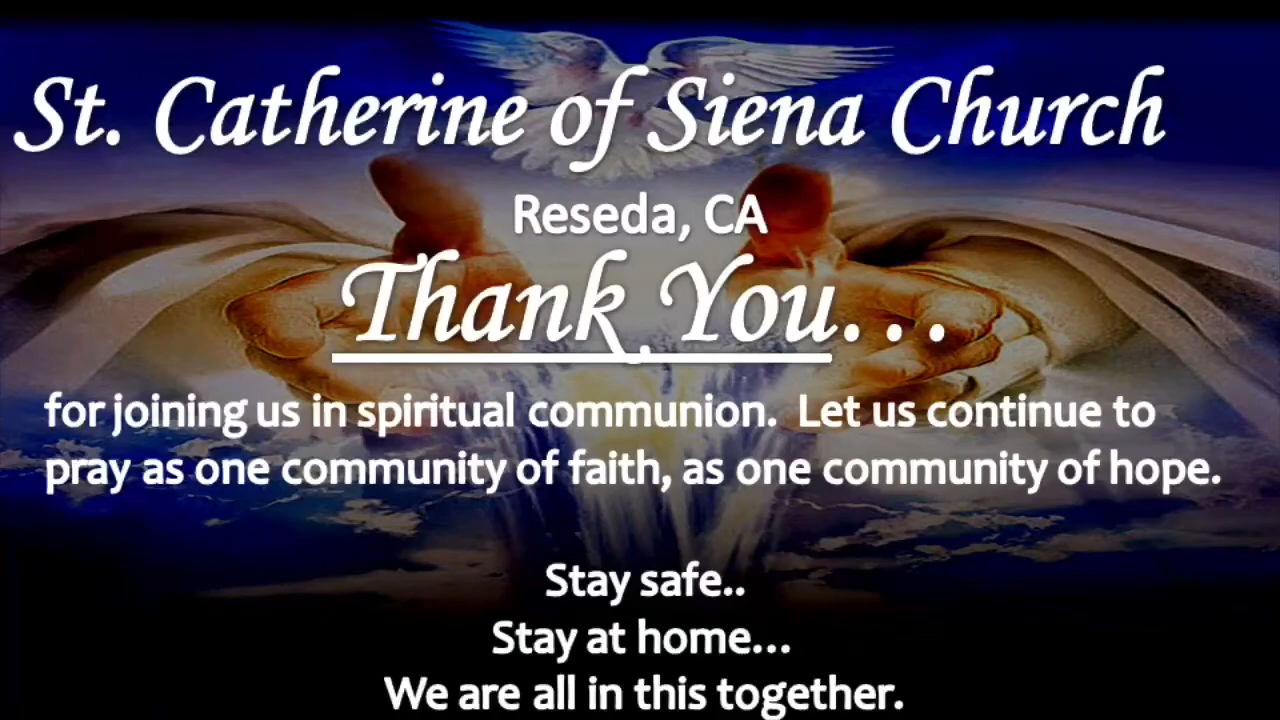 St. Catherine of Siena Church
Reseda, CA
Thank You...
for joining us in spiritual communion. Let us continue to
pray as one community of faith, as one community of hope.
Stay safe..
Stay at home...
We are all in this together.